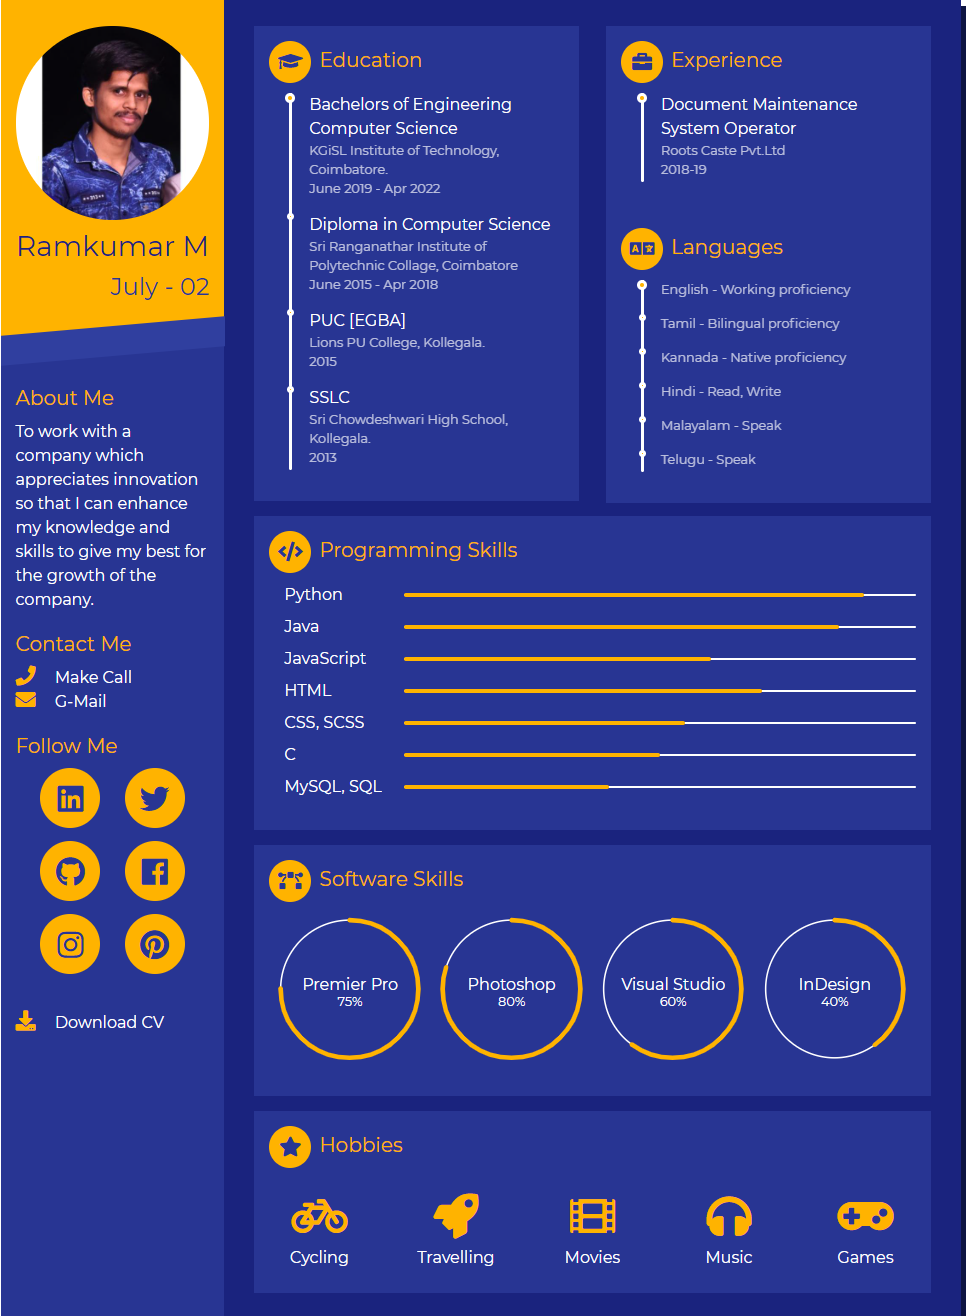 Ramkumar M
July - 02
About Me
To work with a
company which
appreciates innovation
so that I can enhance
my knowledge and
skills to give my best for
the growth of the
company.
Contact Me
Make Call
G-Mail
Follow Me
Download CV
Education
Bachelors of Engineering
Computer Science
KGiSL Institute of Technology,
Coimbatore.
June 2019 - Apr 2022
Diploma in Computer Science
Sri Ranganathar Institute of
Polytechnic Collage, Coimbatore
June 2015 - Apr 2018
PUC [EGBA]
Lions PU College, Kollegala.
2015
SSLC
Sri Chowdeshwari High School,
Kollegala.
2013
Experience
Document Maintenance
System Operator
Roots Caste Pvt.Ltd
2018-19
Languages
English - Working proficiency
Tamil - Bilingual proficiency
Kannada - Native proficiency
Hindi - Read, Write
Malayalam - Speak
Telugu - Speak
Programming Skills
Python
Java
JavaScript
HTML
CSS, SCSS
C
MySQL, SQL
Software Skills
Premier Pro
75%
Photoshop
80%
Visual Studio
60%
InDesign
40%
Hobbies
Cycling
Travelling
Movies
Music
Games